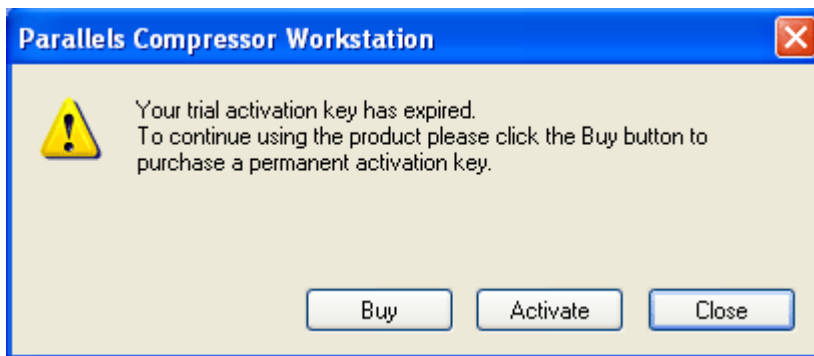 Parallels Compressor Workstation
Your trial activation key has expired.
To continue using the product please click the Buy button to
purchase a permanent activation key.
Buy Activate Close